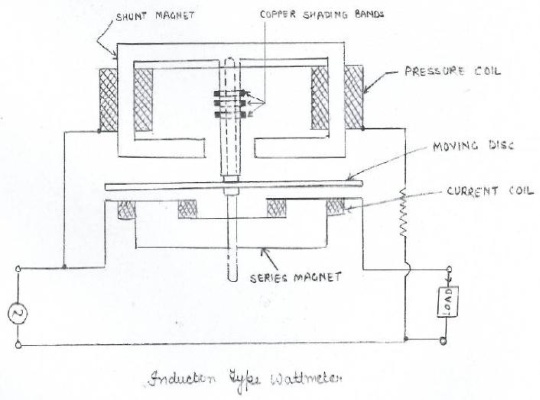 SHUNT MAGNET
COPPER SHADING BANDS
PRESSURE COIL
MOVING DISC
CURRENT COIL
SERIES MAGNET
LOAD
Induction Type Wattmeter